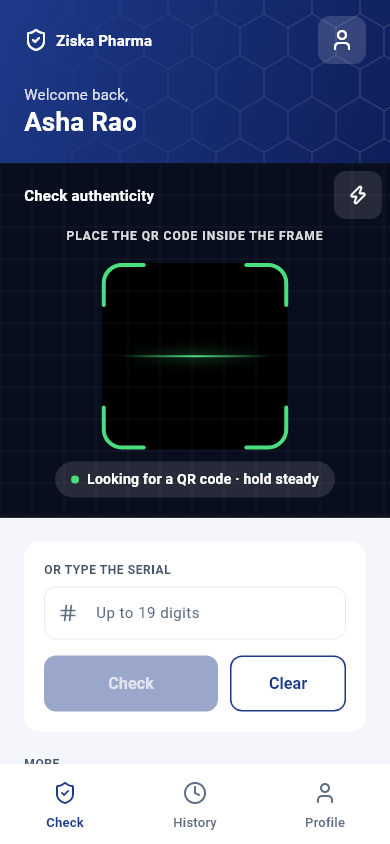 Ziska Pharma
Welcome back,
Asha Rao
Check authenticity
PLACE THE QR CODE INSIDE THE FRAME
Looking for a QR code · hold steady
OR TYPE THE SERIAL
Up to 19 digits
Check
Clear
MORE
Check
History
Profile